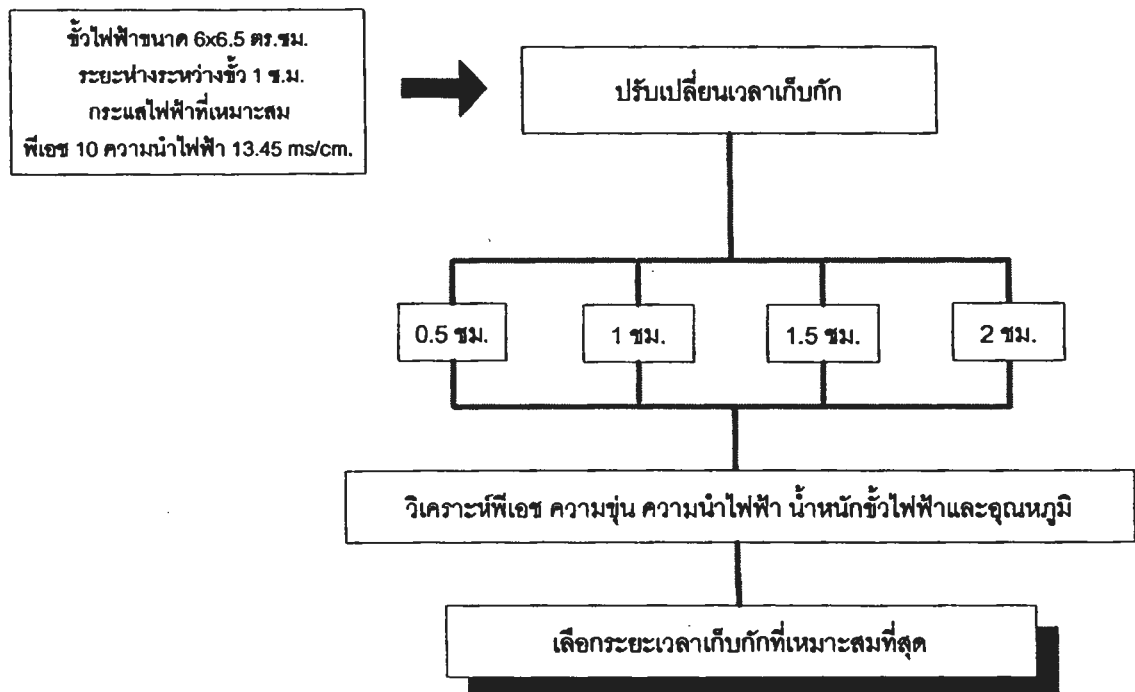 ขั้วไฟฟ้าขนาด 6x6.5 ตร.ซม.
ระยะห่างระหว่างขั้ว 1 ซ.ม.
กระแสไฟฟ้าที่เหมาะสม
พีเอช 10 ความนำไฟฟ้า 13.45 ms/cm.
ปรับเปลี่ยนเวลาเก็บกัก
0.5 ชม.
1 ชม.
1.5 ชม.
2 ชม.
วิเคราะห์พีเอช ความขุ่น ความนำไฟฟ้า น้ำหนักขั้วไฟฟ้าและอุณหภูมิ
เลือกระยะเวลาเก็บกักที่เหมาะสมที่สุด